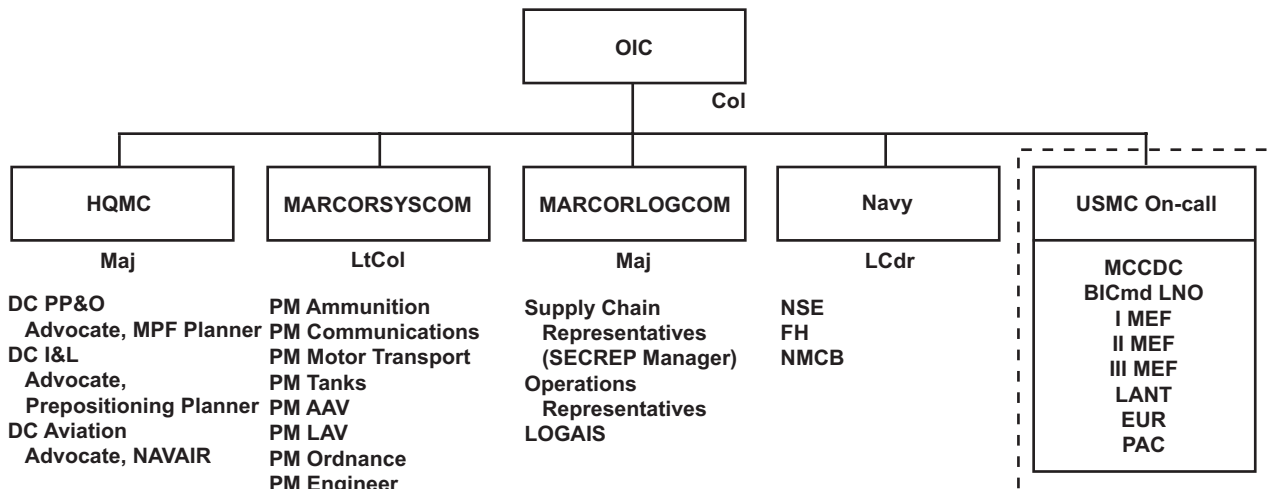 OIC
Col
HQMC
Maj
DC PP&O
Advocate, MPF Planner
DC I&L
Advocate,
Prepositioning Planner
DC Aviation
Advocate, NAVAIR
MARCORSYSCOM
LtCol
PM Ammunition
PM Communications
PM Motor Transport
PM Tanks
PM AAV
PM LAV
PM Ordnance
PM Engineer
MARCORLOGCOM
Maj
Supply Chain
Representatives
(SECREP Manager)
Operations
Representatives
LOGAIS
Navy
LCdr
NSE
FH
NMCB
USMC On-call
MCCDC
BICmd LNO
I MEF
II MEF
III MEF
LANT
EUR
PAC